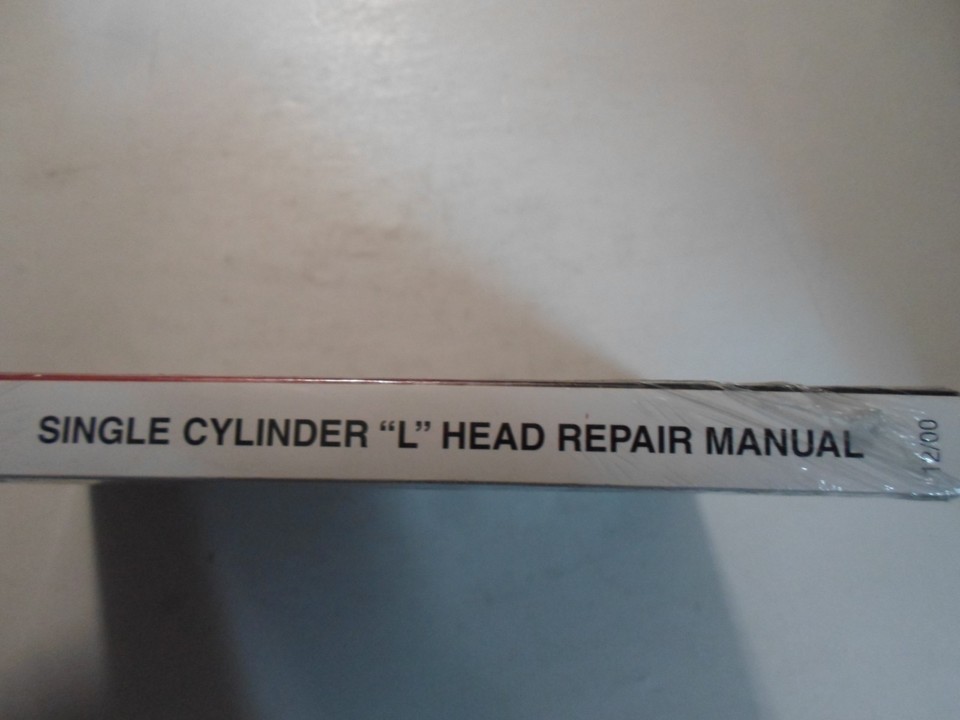 SINGLE CYLINDER “L” HEAD REPAIR MANUAL
12/00